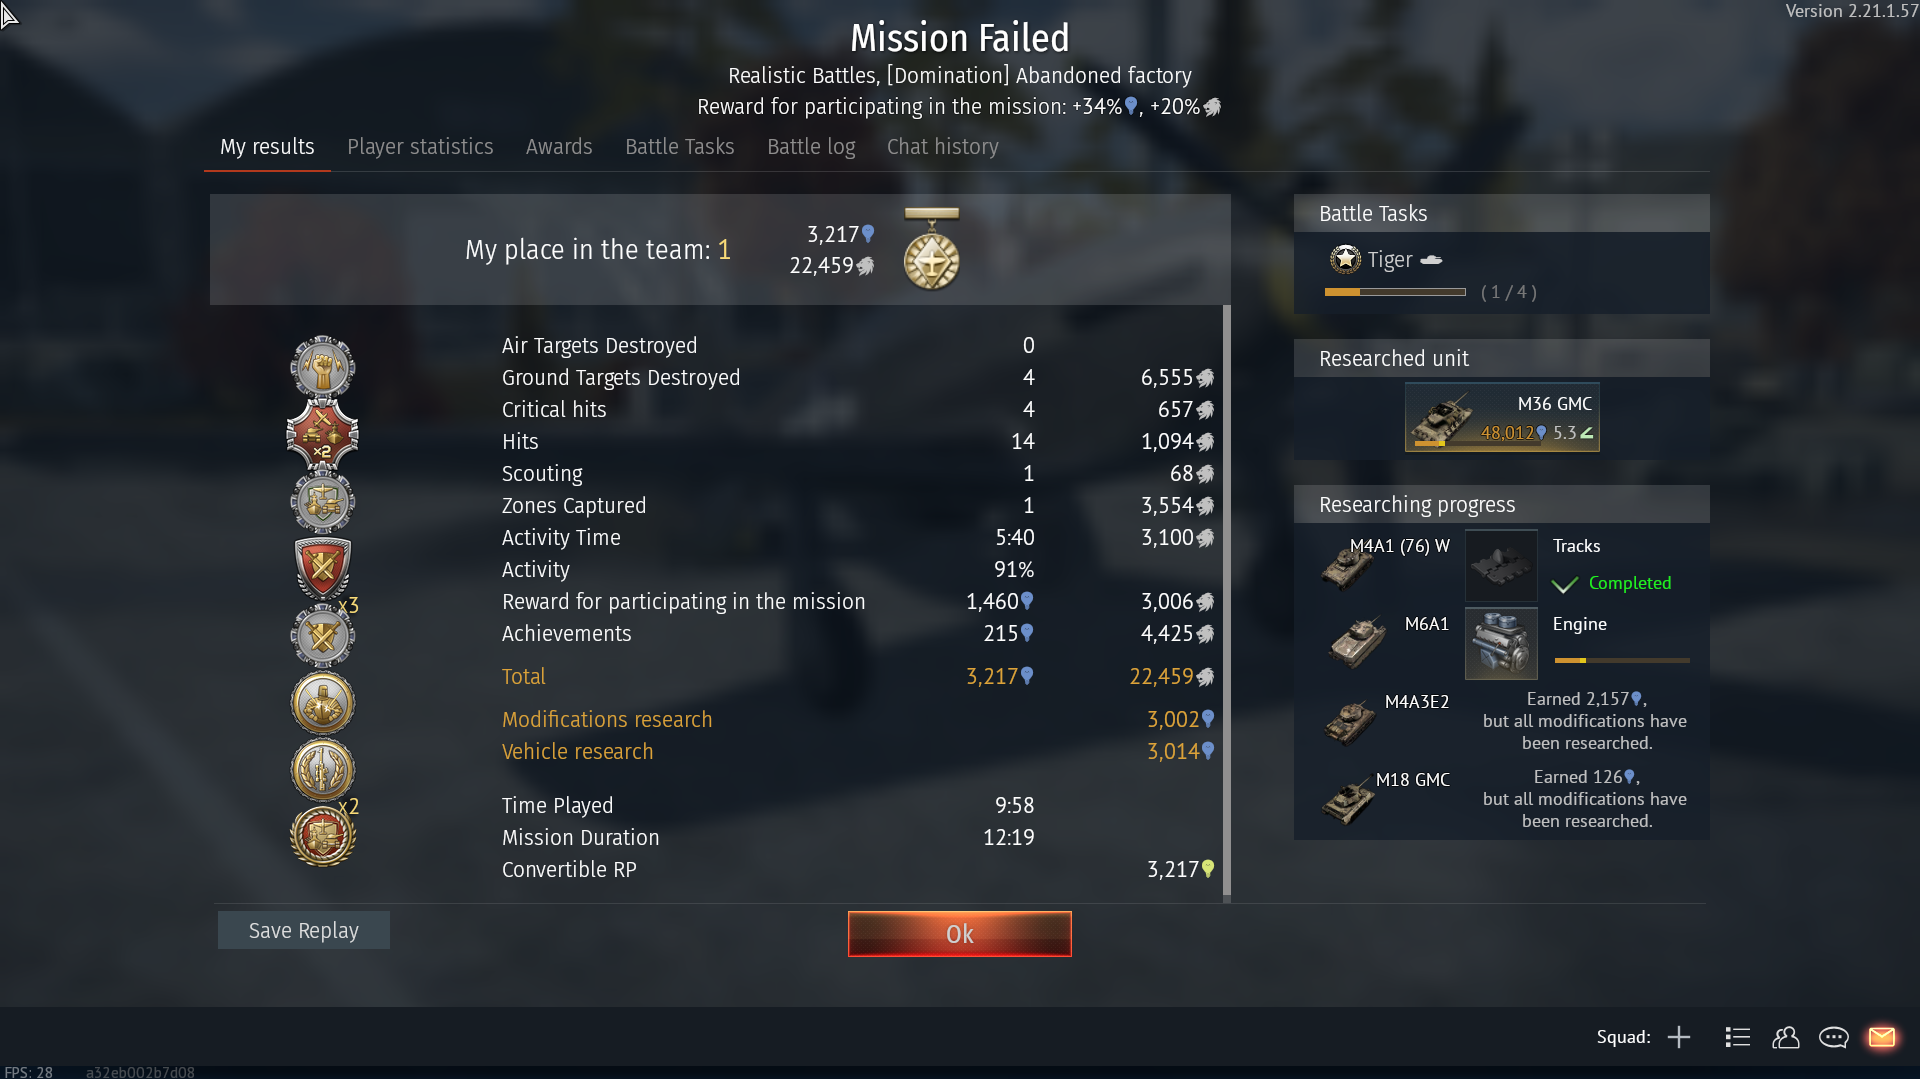 Version 2.21.1.57
Mission Failed
Realistic Battles, [Domination] Abandoned factory
Reward for participating in the mission: +34%, +20%
My results Player statistics Awards Battle Tasks Battle log Chat history
My place in the team: 1
3,217
22,459
Air Targets Destroyed 0
Ground Targets Destroyed 4 6,555
Critical hits 4 657
Hits 14 1,094
Scouting 1 68
Zones Captured 1 3,554
Activity Time 5:40 3,100
Activity 91%
Reward for participating in the mission 1,460 3,006
Achievements 215 4,425
Total 3,217 22,459
Modifications research 3,002
Vehicle research 3,014
Time Played 9:58
Mission Duration 12:19
Convertible RP 3,217
x2
x3
x2
Battle Tasks
Tiger
( 1 / 4 )
Researched unit
M36 GMC
48,012 5.3
Researching progress
M4A1 (76) W Tracks
Completed
M6A1 Engine
M4A3E2 Earned 2,157,
but all modifications have
been researched.
M18 GMC Earned 126,
but all modifications have
been researched.
Save Replay
Ok
Squad:
FPS: 28 a32eb002b7d08